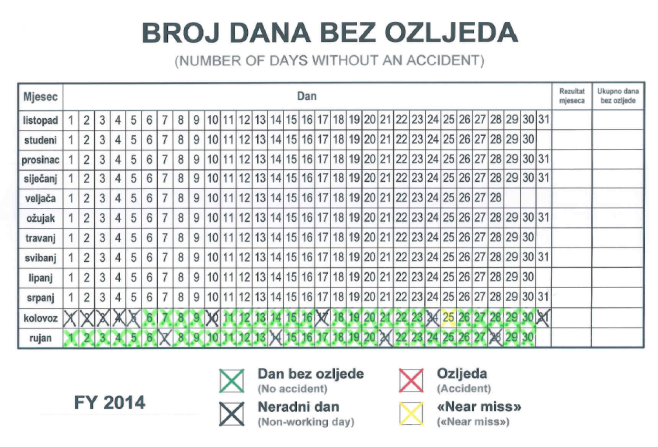 BROJ DANA BEZ OZLJEDA
(NUMBER OF DAYS WITHOUT AN ACCIDENT)
Mjesec Dan Rezultat mjeseca Ukupno dana bez ozljede
listopad 1 2 3 4 5 6 7 8 9 10 11 12 13 14 15 16 17 18 19 20 21 22 23 24 25 26 27 28 29 30 31
studeni 1 2 3 4 5 6 7 8 9 10 11 12 13 14 15 16 17 18 19 20 21 22 23 24 25 26 27 28 29 30
prosinac 1 2 3 4 5 6 7 8 9 10 11 12 13 14 15 16 17 18 19 20 21 22 23 24 25 26 27 28 29 30 31
siječanj 1 2 3 4 5 6 7 8 9 10 11 12 13 14 15 16 17 18 19 20 21 22 23 24 25 26 27 28 29 30 31
veljača 1 2 3 4 5 6 7 8 9 10 11 12 13 14 15 16 17 18 19 20 21 22 23 24 25 26 27 28
ožujak 1 2 3 4 5 6 7 8 9 10 11 12 13 14 15 16 17 18 19 20 21 22 23 24 25 26 27 28 29 30 31
travanj 1 2 3 4 5 6 7 8 9 10 11 12 13 14 15 16 17 18 19 20 21 22 23 24 25 26 27 28 29 30
svibanj 1 2 3 4 5 6 7 8 9 10 11 12 13 14 15 16 17 18 19 20 21 22 23 24 25 26 27 28 29 30 31
lipanj 1 2 3 4 5 6 7 8 9 10 11 12 13 14 15 16 17 18 19 20 21 22 23 24 25 26 27 28 29 30
srpanj 1 2 3 4 5 6 7 8 9 10 11 12 13 14 15 16 17 18 19 20 21 22 23 24 25 26 27 28 29 30 31
kolovoz 1 2 3 4 5 6 7 8 9 10 11 12 13 14 15 16 17 18 19 20 21 22 23 24 25 26 27 28 29 30 31
rujan 1 2 3 4 5 6 7 8 9 10 11 12 13 14 15 16 17 18 19 20 21 22 23 24 25 26 27 28 29 30
Dan bez ozljede
(No accident)
Ozljeda
(Accident)
FY 2014
Neradni dan
(Non-working day)
«Near miss»
(«Near miss»)